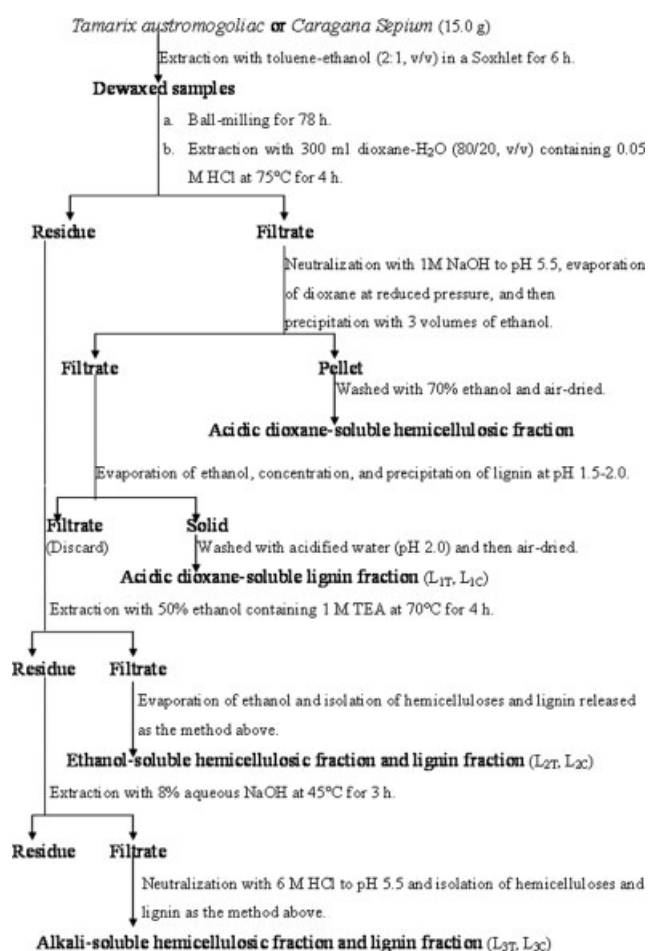 Tamarix austromogoliac or Caragana Sepium (15.0 g)
Extraction with toluene-ethanol (2:1, v/v) in a Soxhlet for 6 h.
Dewaxed samples
a. Ball-milling for 78 h.
b. Extraction with 300 ml dioxane-H₂O (80/20, v/v) containing 0.05
M HCl at 75°C for 4 h.
Residue Filtrate
Neutralization with 1M NaOH to pH 5.5, evaporation
of dioxane at reduced pressure, and then
precipitation with 3 volumes of ethanol.
Filtrate Pellet
Washed with 70% ethanol and air-dried.
Acidic dioxane-soluble hemicellulosic fraction
Evaporation of ethanol, concentration, and precipitation of lignin at pH 1.5-2.0.
Filtrate Solid
(Discard) Washed with acidified water (pH 2.0) and then air-dried.
Acidic dioxane-soluble lignin fraction (L₁T, L₁C)
Extraction with 50% ethanol containing 1 M TEA at 70°C for 4 h.
Residue Filtrate
Evaporation of ethanol and isolation of hemicelluloses and lignin released
as the method above.
Ethanol-soluble hemicellulosic fraction and lignin fraction (L₂T, L₂C)
Extraction with 8% aqueous NaOH at 45°C for 3 h.
Residue Filtrate
Neutralization with 6 M HCl to pH 5.5 and isolation of hemicelluloses and
lignin as the method above.
Alkali-soluble hemicellulosic fraction and lignin fraction (L₃T, L₃C)